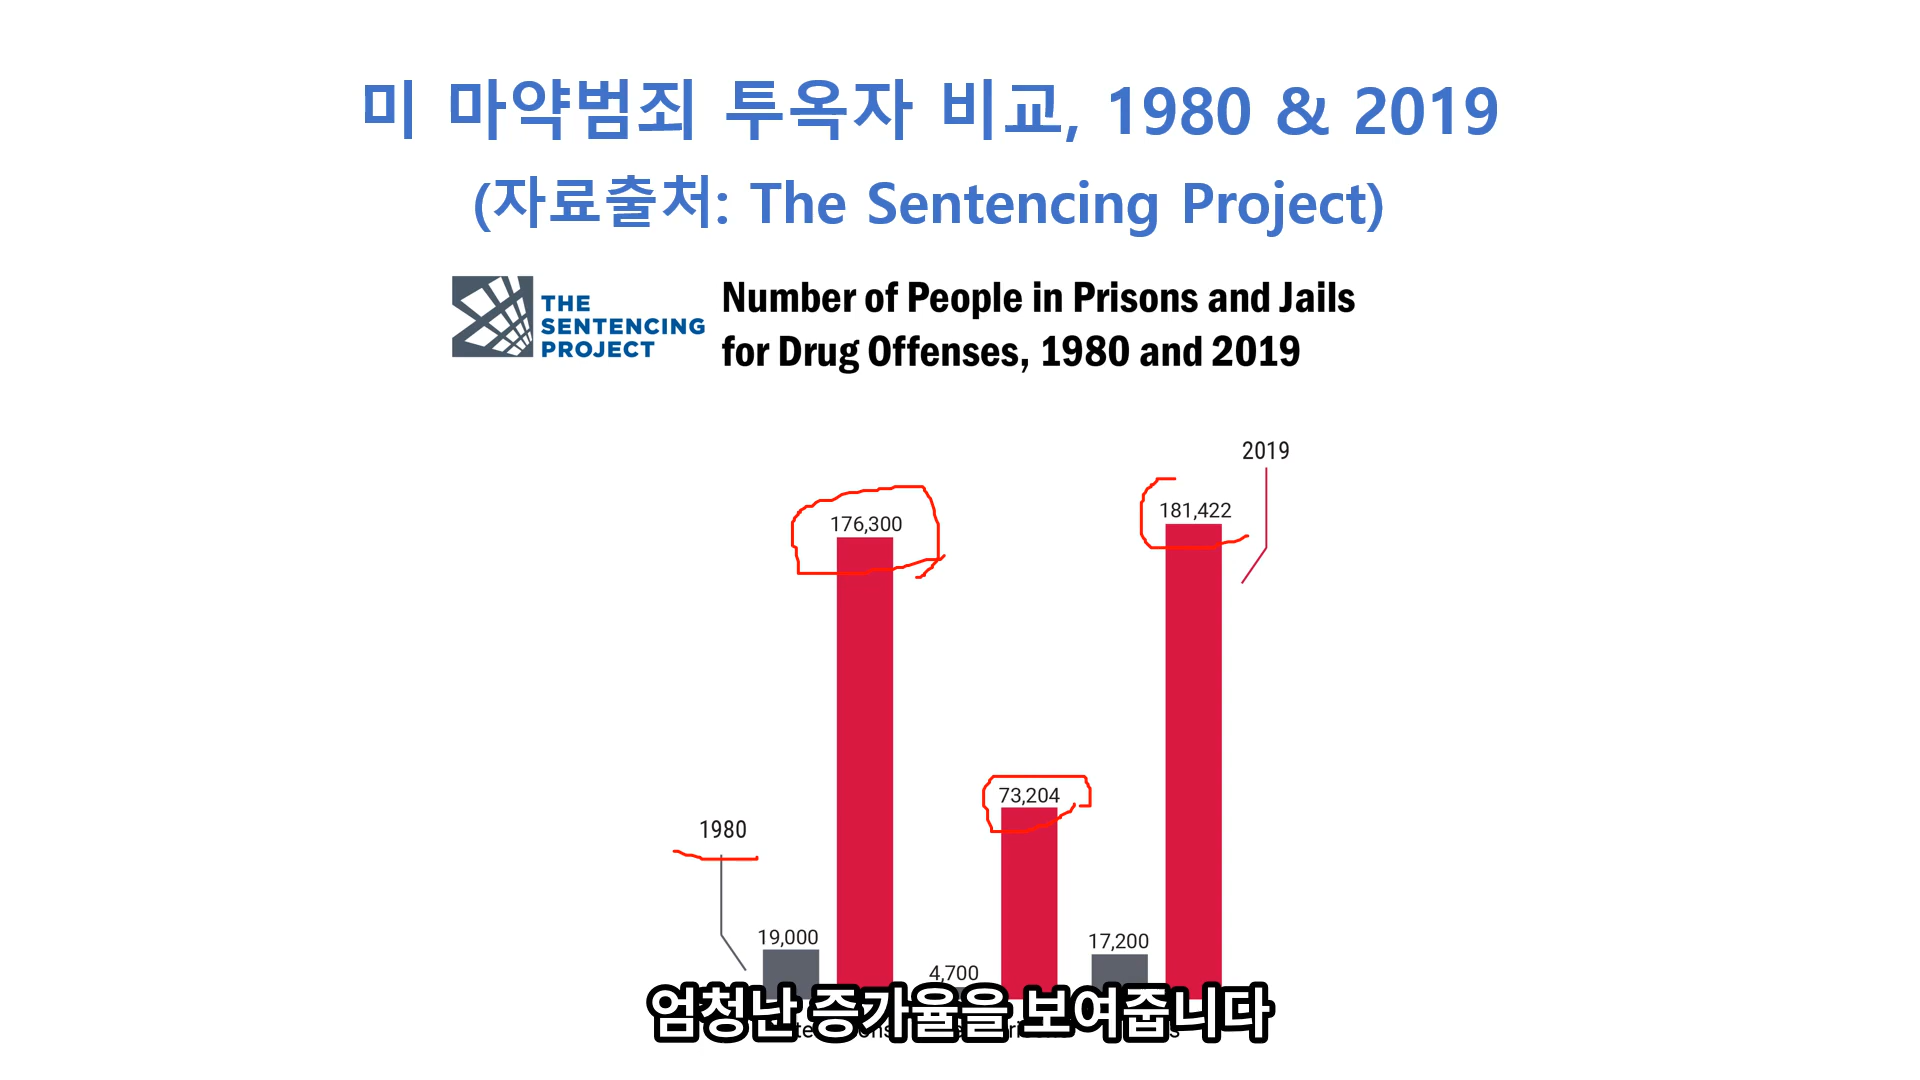 미 마약범죄 투옥자 비교, 1980 & 2019
(자료출처: The Sentencing Project)
THE
SENTENCING
PROJECT
Number of People in Prisons and Jails
for Drug Offenses, 1980 and 2019
2019
176,300
181,422
73,204
1980
19,000
4,700
17,200
엄청난 증가율을 보여줍니다